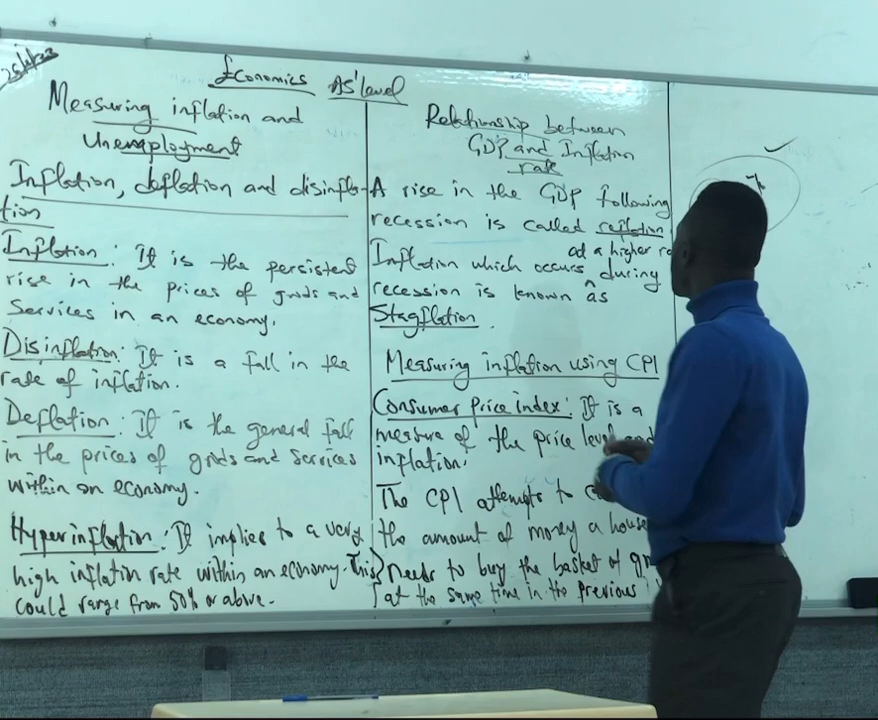 Economics AS'level
Measuring inflation and
Unemployment
Inflation, deflation and disinfla-
tion
Inflation: It is the persistent
rise in the prices of goods and
Services in an economy.
Disinflation: It is a fall in the
rate of inflation.
Deflation: It is the general fall
in the prices of goods and services
within an economy.
Hyperinflation: It implies to a very
high inflation rate within an economy. This
could range from 50% or above.
Relationship between
GDP and Inflation
rate
A rise in the GDP following
recession is called reflation
at a higher
Inflation which occurs ^ during
recession is known as
Stagflation.
Measuring inflation using CPI
Consumer price index: It is a
measure of the price level and
inflation.
The CPI attempts to
the amount of money a house
needs to buy the basket of
at the same time in the previous